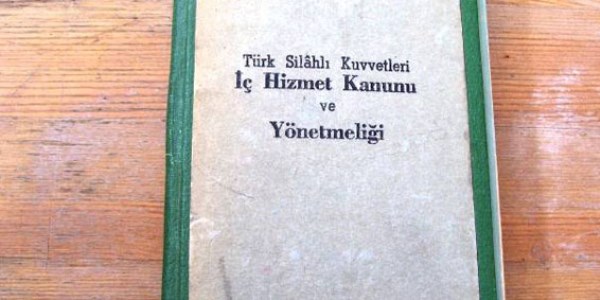 Türk Silâhlı Kuvvetleri
İç Hizmet Kanunu
ve
Yönetmeliği